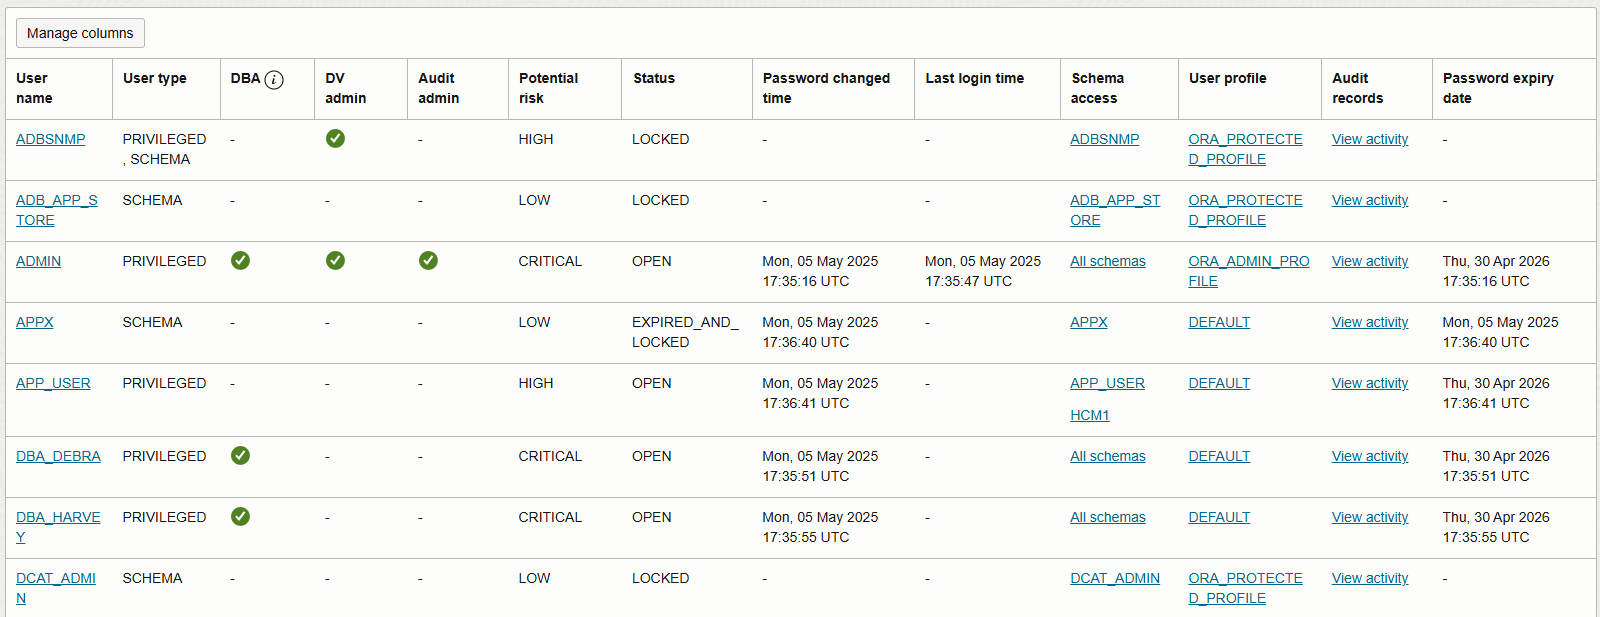 Manage columns
User name	User type	DBA i	DV admin	Audit admin	Potential risk	Status	Password changed time	Last login time	Schema access	User profile	Audit records	Password expiry date
ADBSNMP	PRIVILEGED , SCHEMA	-		-	HIGH	LOCKED	-	-	ADBSNMP	ORA_PROTECTED_PROFILE	View activity	-
ADB_APP_STORE	SCHEMA	-	-	-	LOW	LOCKED	-	-	ADB_APP_STORE	ORA_PROTECTED_PROFILE	View activity	-
ADMIN	PRIVILEGED				CRITICAL	OPEN	Mon, 05 May 2025 17:35:16 UTC	Mon, 05 May 2025 17:35:47 UTC	All schemas	ORA_ADMIN_PROFILE	View activity	Thu, 30 Apr 2026 17:35:16 UTC
APPX	SCHEMA	-	-	-	LOW	EXPIRED_AND_LOCKED	Mon, 05 May 2025 17:36:40 UTC	-	APPX	DEFAULT	View activity	Mon, 05 May 2025 17:36:40 UTC
APP_USER	PRIVILEGED	-	-	-	HIGH	OPEN	Mon, 05 May 2025 17:36:41 UTC	-	APP_USER HCM1	DEFAULT	View activity	Thu, 30 Apr 2026 17:36:41 UTC
DBA_DEBRA	PRIVILEGED		-	-	CRITICAL	OPEN	Mon, 05 May 2025 17:35:51 UTC	-	All schemas	DEFAULT	View activity	Thu, 30 Apr 2026 17:35:51 UTC
DBA_HARVEY	PRIVILEGED		-	-	CRITICAL	OPEN	Mon, 05 May 2025 17:35:55 UTC	-	All schemas	DEFAULT	View activity	Thu, 30 Apr 2026 17:35:55 UTC
DCAT_ADMIN	SCHEMA	-	-	-	LOW	LOCKED	-	-	DCAT_ADMIN	ORA_PROTECTED_PROFILE	View activity	-